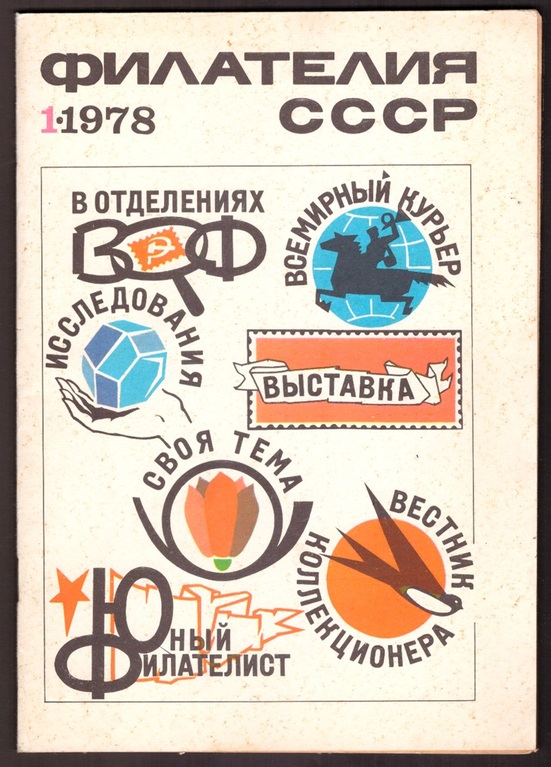 ФИЛАТЕЛИЯ
1·1978 СССР
В ОТДЕЛЕНИЯХ
ВОФ
ВСЕМИРНЫЙ КУРЬЕР
ИССЛЕДОВАНИЯ
ВЫСТАВКА
СВОЯ ТЕМА
ВЕСТНИК
КОЛЛЕКЦИОНЕРА
ЮНЫЙ
ФИЛАТЕЛИСТ